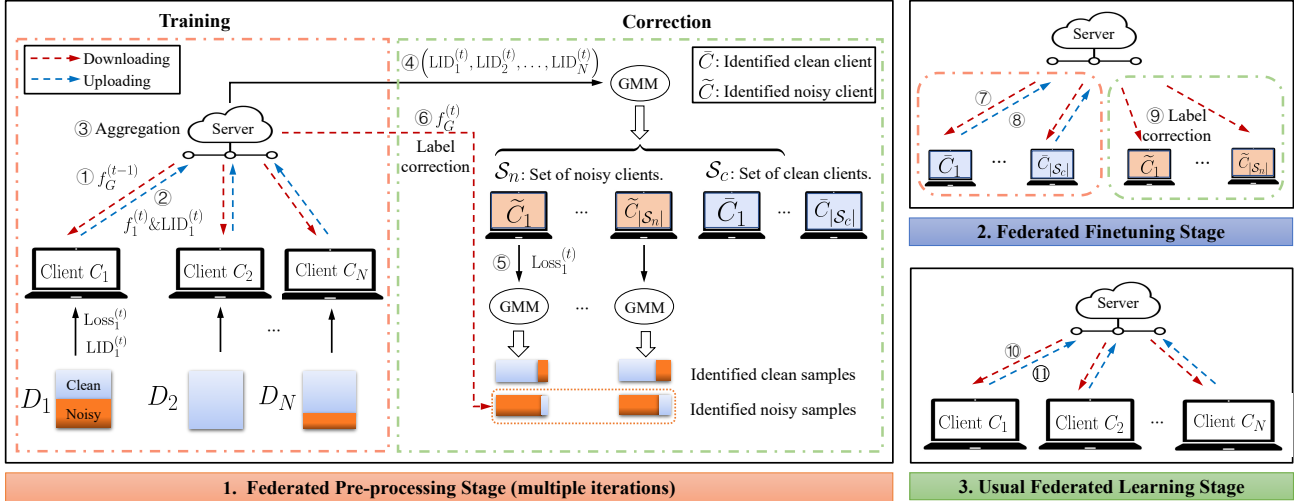 Training
Downloading
Uploading
③ Aggregation
Server
① f_G^{(t-1)}
②
f_1^{(t)} & LID_1^{(t)}
Client C_1
Client C_2
Client C_N
Loss_1^{(t)}
LID_1^{(t)}
...
D_1
Clean
Noisy
D_2
D_N
Correction
④ (LID_1^{(t)}, LID_2^{(t)}, ..., LID_N^{(t)})
GMM
C̄: Identified clean client
C̃: Identified noisy client
⑥ f_G^{(t)}
Label
correction
S_n: Set of noisy clients.
S_c: Set of clean clients.
C̃_1
...
C̃_{|S_n|}
C̄_1
...
C̄_{|S_c|}
⑤
Loss_1^{(t)}
GMM
...
GMM
Identified clean samples
Identified noisy samples
1. Federated Pre-processing Stage (multiple iterations)
Server
⑦
⑧
⑨ Label
correction
C̄_1
...
C̄_{|S_c|}
C̃_1
...
C̃_{|S_n|}
2. Federated Finetuning Stage
Server
⑩
⑪
Client C_1
Client C_2
...
Client C_N
3. Usual Federated Learning Stage